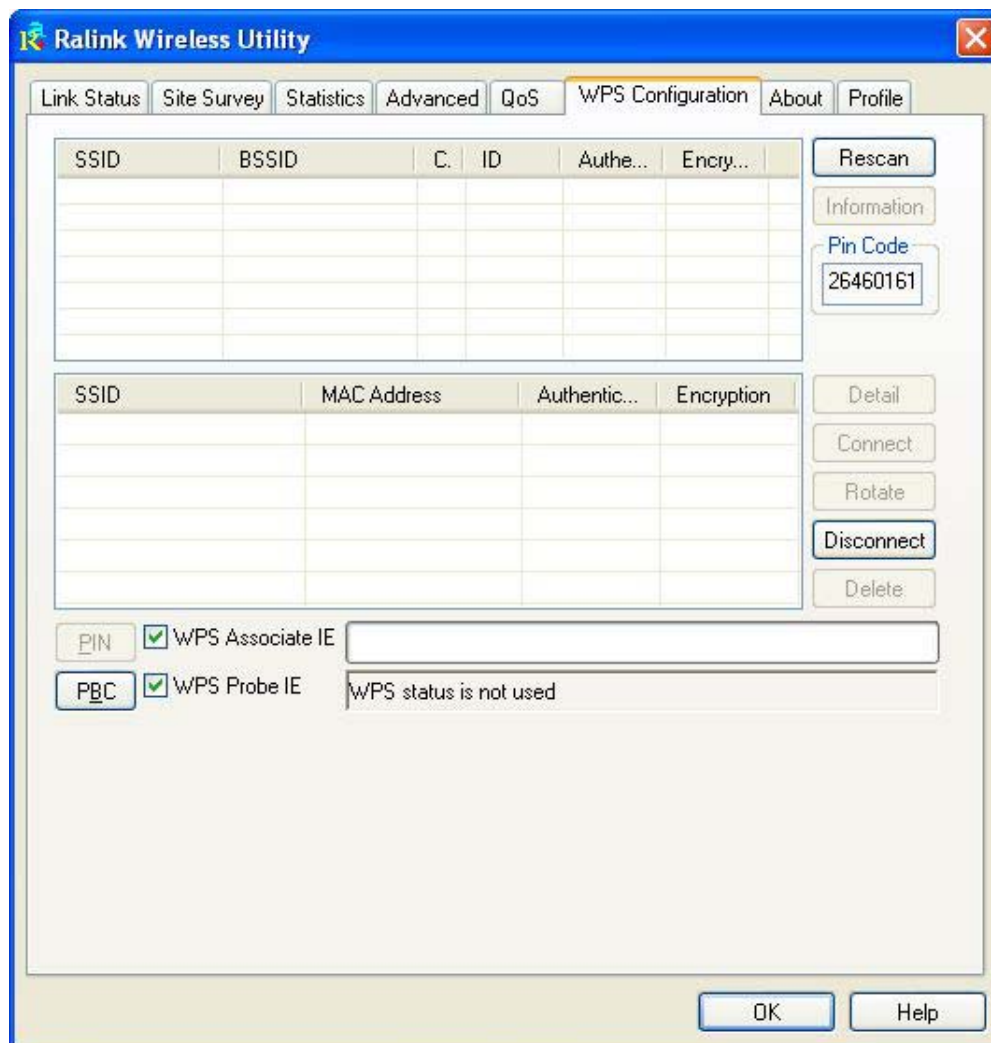 Ralink Wireless Utility
Link Status Site Survey Statistics Advanced QoS WPS Configuration About Profile
SSID BSSID C. ID Authe... Encry...
Rescan
Information
Pin Code
26460161
SSID MAC Address Authentic... Encryption
Detail
Connect
Rotate
Disconnect
Delete
PIN WPS Associate IE
PBC WPS Probe IE WPS status is not used
OK Help